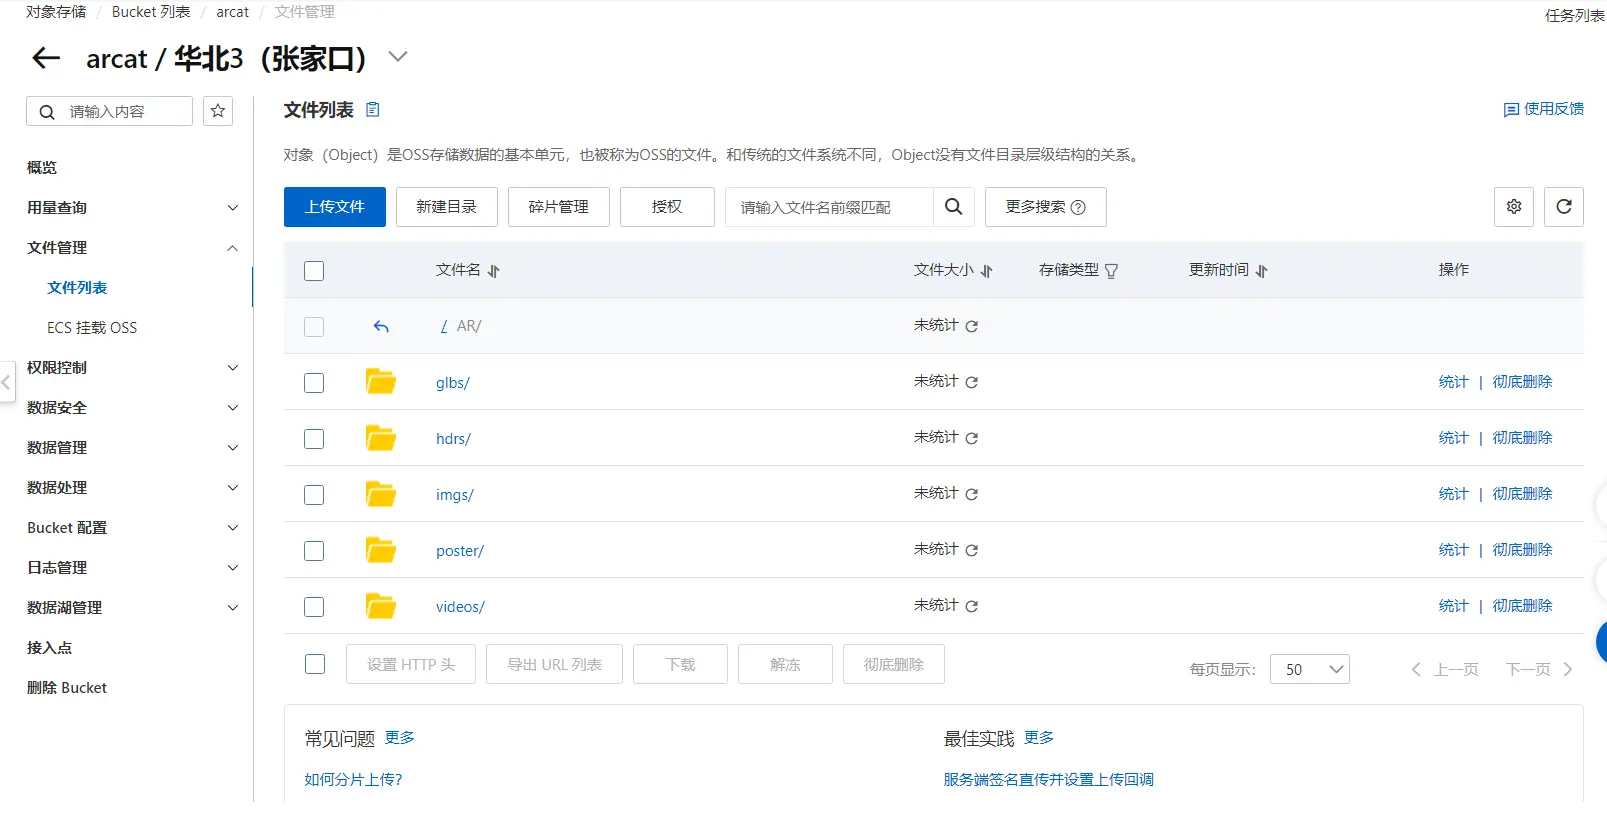 对象存储 / Bucket 列表 / arcat / 文件管理
任务列表
arcat / 华北3（张家口）
请输入内容
概览
用量查询
文件管理
文件列表
ECS 挂载 OSS
权限控制
数据安全
数据管理
数据处理
Bucket 配置
日志管理
数据湖管理
接入点
删除 Bucket
文件列表
使用反馈
对象（Object）是OSS存储数据的基本单元，也被称为OSS的文件。和传统的文件系统不同，Object没有文件目录层级结构的关系。
上传文件 新建目录 碎片管理 授权 请输入文件名前缀匹配 更多搜索
文件名 文件大小 存储类型 更新时间 操作
/ AR/ 未统计
glbs/ 未统计 统计 | 彻底删除
hdrs/ 未统计 统计 | 彻底删除
imgs/ 未统计 统计 | 彻底删除
poster/ 未统计 统计 | 彻底删除
videos/ 未统计 统计 | 彻底删除
设置 HTTP 头 导出 URL 列表 下载 解冻 彻底删除 每页显示： 50 上一页 下一页
常见问题 更多
如何分片上传?
最佳实践 更多
服务端签名直传并设置上传回调